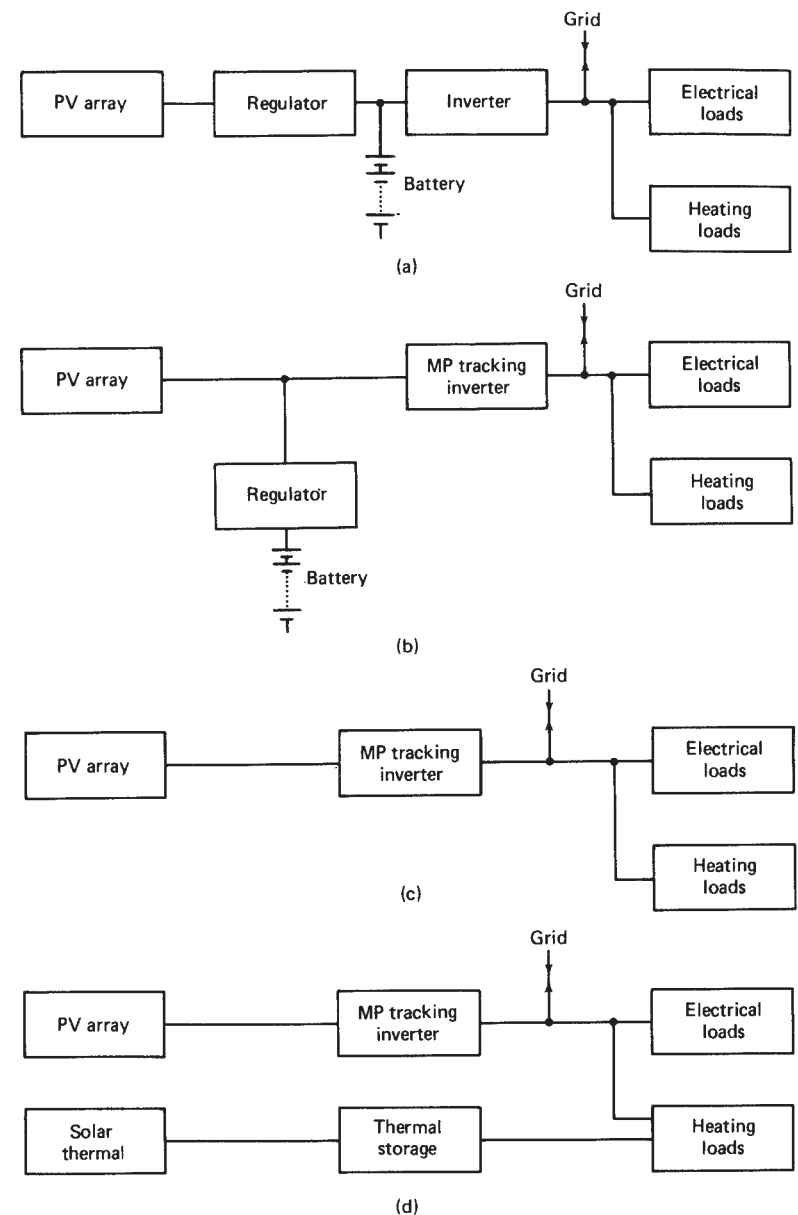 Grid
PV array
Regulator
Inverter
Electrical
loads
Battery
Heating
loads
(a)
Grid
PV array
MP tracking
inverter
Electrical
loads
Regulator
Heating
loads
Battery
(b)
Grid
PV array
MP tracking
inverter
Electrical
loads
Heating
loads
(c)
Grid
PV array
MP tracking
inverter
Electrical
loads
Solar
thermal
Thermal
storage
Heating
loads
(d)